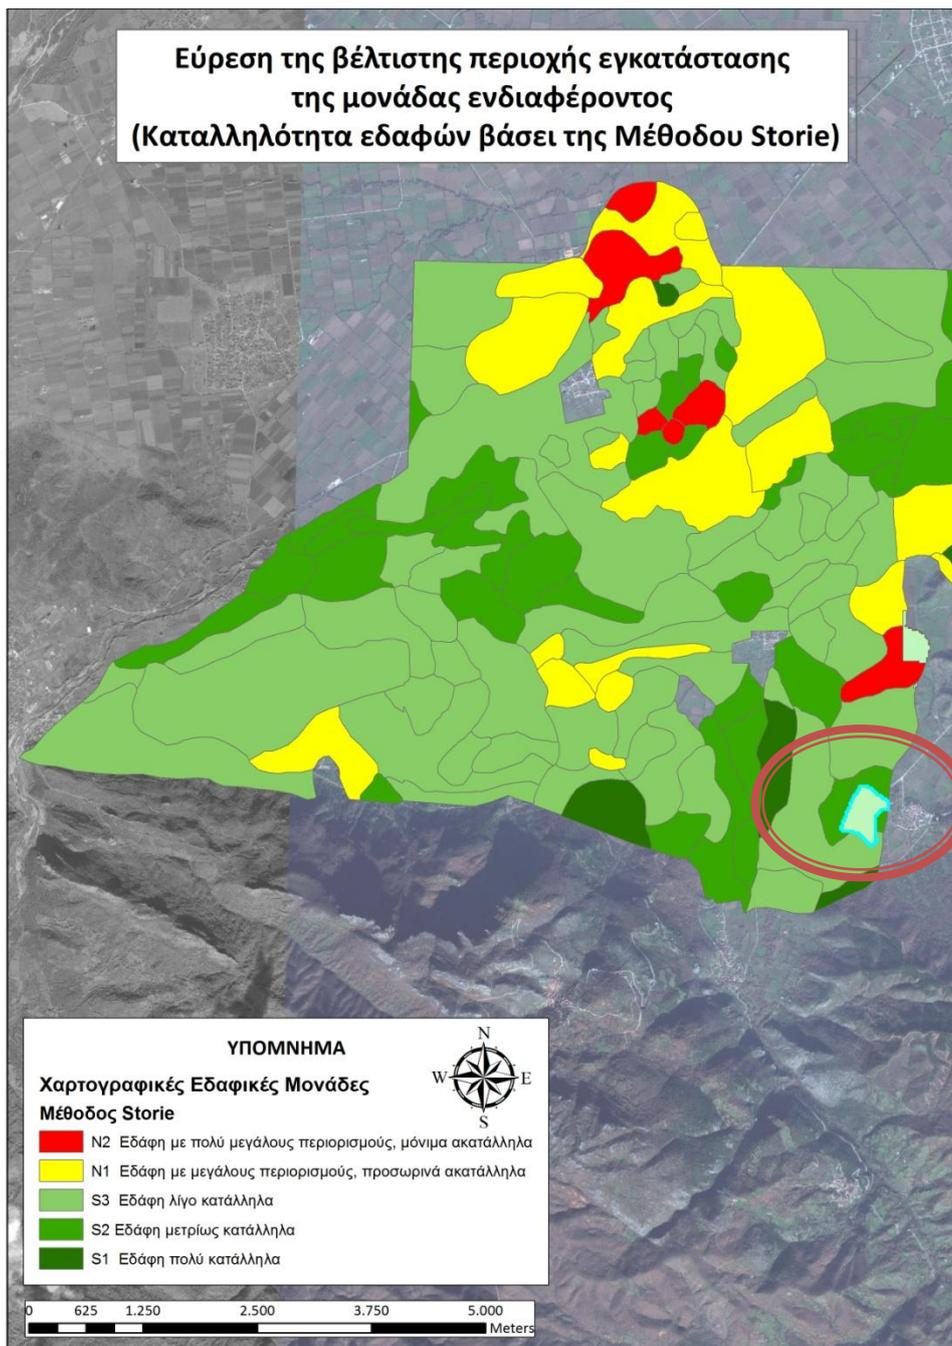 Εύρεση της βέλτιστης περιοχής εγκατάστασης
της μονάδας ενδιαφέροντος
(Καταλληλότητα εδαφών βάσει της Μέθοδου Storie)
ΥΠΟΜΝΗΜΑ
N
W E
S
Χαρτογραφικές Εδαφικές Μονάδες
Μέθοδος Storie
N2 Εδάφη με πολύ μεγάλους περιορισμούς, μόνιμα ακατάλληλα
N1 Εδάφη με μεγάλους περιορισμούς, προσωρινά ακατάλληλα
S3 Εδάφη λίγο κατάλληλα
S2 Εδάφη μετρίως κατάλληλα
S1 Εδάφη πολύ κατάλληλα
0 625 1.250 2.500 3.750 5.000
Meters